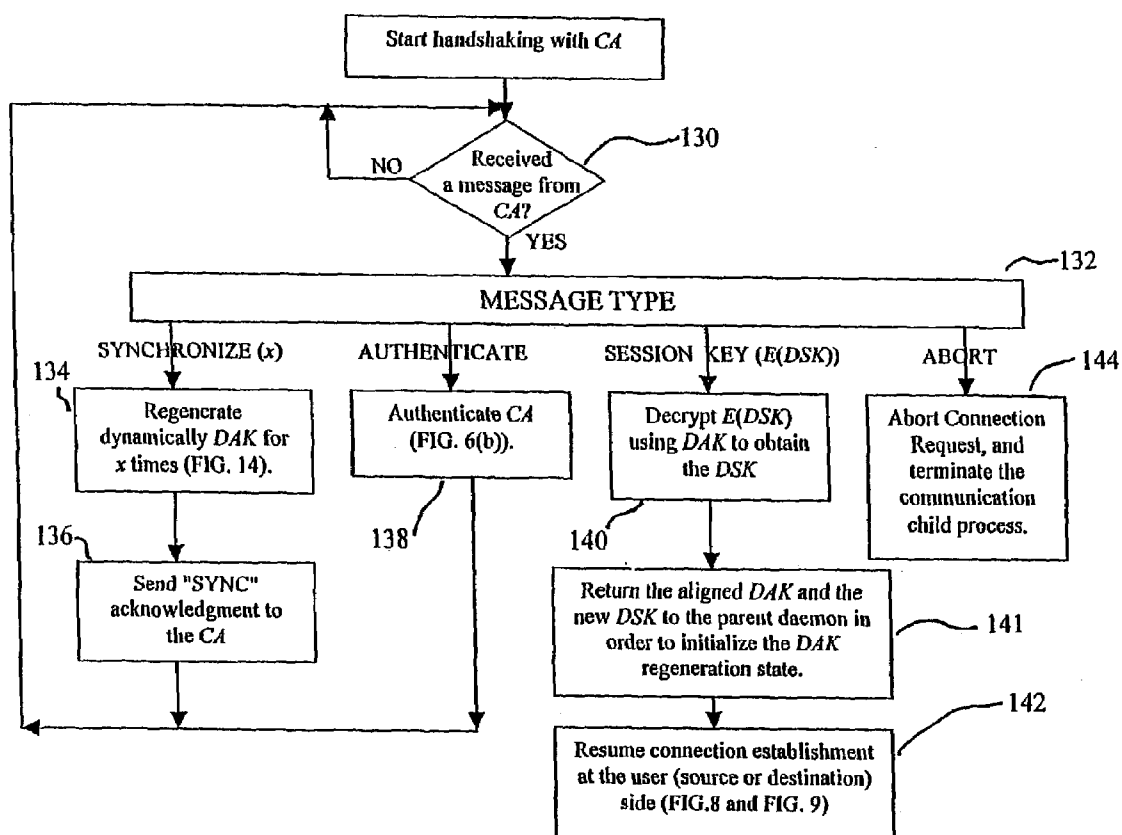 Start handshaking with CA
130
NO
Received
a message from
CA?
YES
132
MESSAGE TYPE
SYNCHRONIZE (x)
AUTHENTICATE
SESSION KEY (E(DSK))
ABORT
134
144
Regenerate
dynamically DAK for
x times (FIG. 14).
Authenticate CA
(FIG. 6(b)).
Decrypt E(DSK)
using DAK to obtain
the DSK
Abort Connection
Request, and
terminate the
communication
child process.
136
138
140
Send "SYNC"
acknowledgment to
the CA
Return the aligned DAK and the
new DSK to the parent daemon in
order to initialize the DAK
regeneration state.
141
142
Resume connection establishment
at the user (source or destination)
side (FIG.8 and FIG. 9)